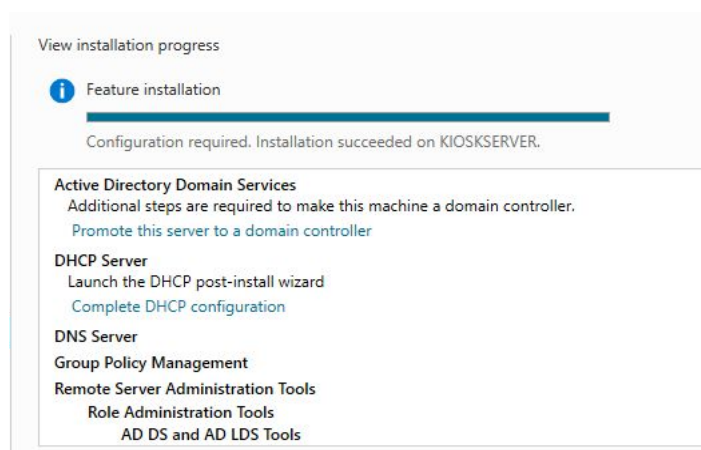 View installation progress
Feature installation
Configuration required. Installation succeeded on KIOSKSERVER.
Active Directory Domain Services
Additional steps are required to make this machine a domain controller.
Promote this server to a domain controller
DHCP Server
Launch the DHCP post-install wizard
Complete DHCP configuration
DNS Server
Group Policy Management
Remote Server Administration Tools
Role Administration Tools
AD DS and AD LDS Tools